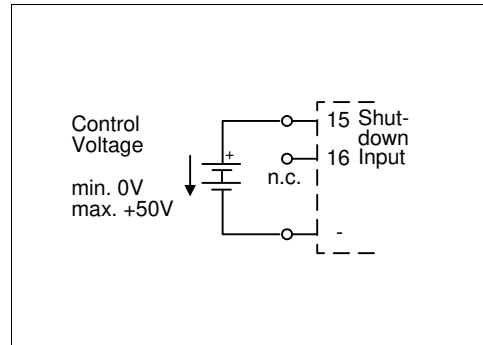 Control
Voltage
min. 0V
max. +50V
+
n.c.
15 Shut-
down
16 Input
-